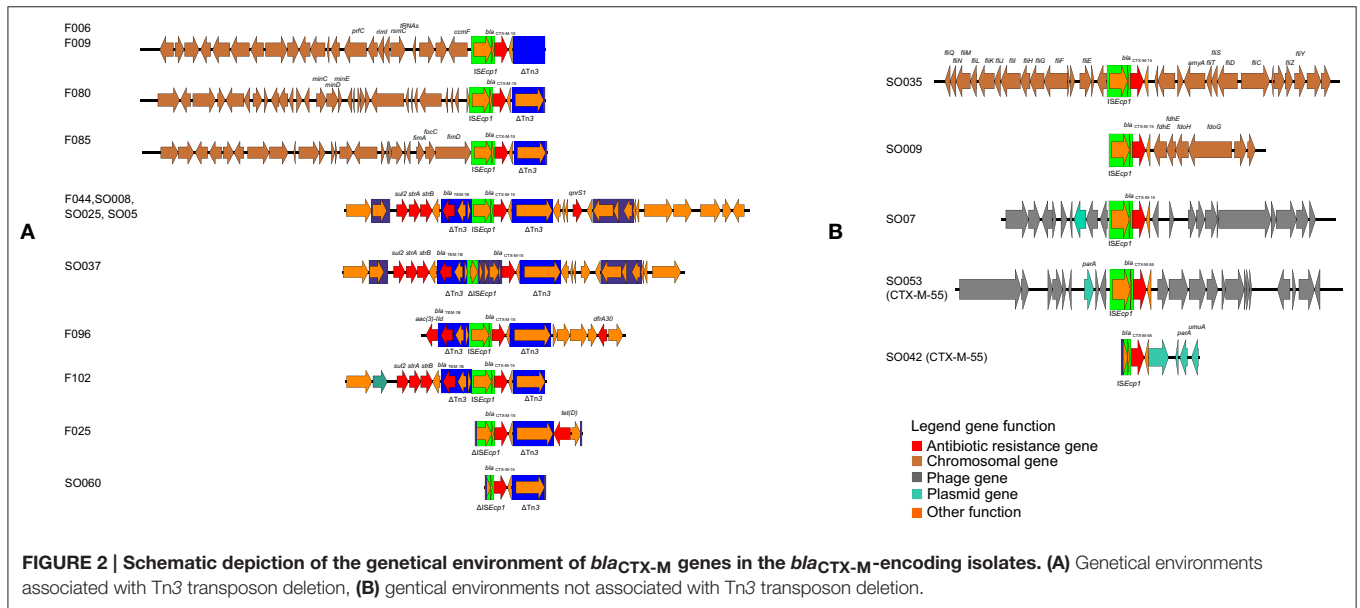 F006
F009
prfC rimI rsmC tRNAs ccmF bla CTX-M-15
ISEcp1 ΔTn3
F080
minC minD minE bla CTX-M-15
ISEcp1 ΔTn3
F085
fimA focC fimD bla CTX-M-15
ISEcp1 ΔTn3
F044,SO008,
SO025, SO05
sul2 strA strB bla TEM-1B bla CTX-M-15 qnrS1
ΔTn3 ISEcp1 ΔTn3
A
SO037
sul2 strA strB bla TEM-1B bla CTX-M-15
ΔTn3 ΔISEcp1 ΔTn3
F096
aac(3)-IId bla TEM-1B bla CTX-M-15 dfrA30
ΔTn3 ISEcp1 ΔTn3
F102
sul2 strA strB bla TEM-1B bla CTX-M-15
ΔTn3 ISEcp1 ΔTn3
F025
bla CTX-M-15 tet(D)
ΔISEcp1 ΔTn3
SO060
bla CTX-M-15
ΔISEcp1 ΔTn3
SO035
fliQ fliM fliS fliY
fliN fliL fliK fliJ fliI fliH fliG fliF fliE bla CTX-M-15 amyA fliT fliD fliC fliZ
ISEcp1
SO009
bla CTX-M-15 fdhE fdhE fdoH fdoG
ISEcp1
SO07
bla CTX-M-15
ISEcp1
B
SO053
(CTX-M-55)
parA bla CTX-M-55
ISEcp1
SO042 (CTX-M-55)
bla CTX-M-55 parA umuA
ISEcp1
Legend gene function
Antibiotic resistance gene
Chromosomal gene
Phage gene
Plasmid gene
Other function
FIGURE 2 | Schematic depiction of the genetical environment of blaCTX-M genes in the blaCTX-M-encoding isolates. (A) Genetical environments
associated with Tn3 transposon deletion, (B) gentical environments not associated with Tn3 transposon deletion.